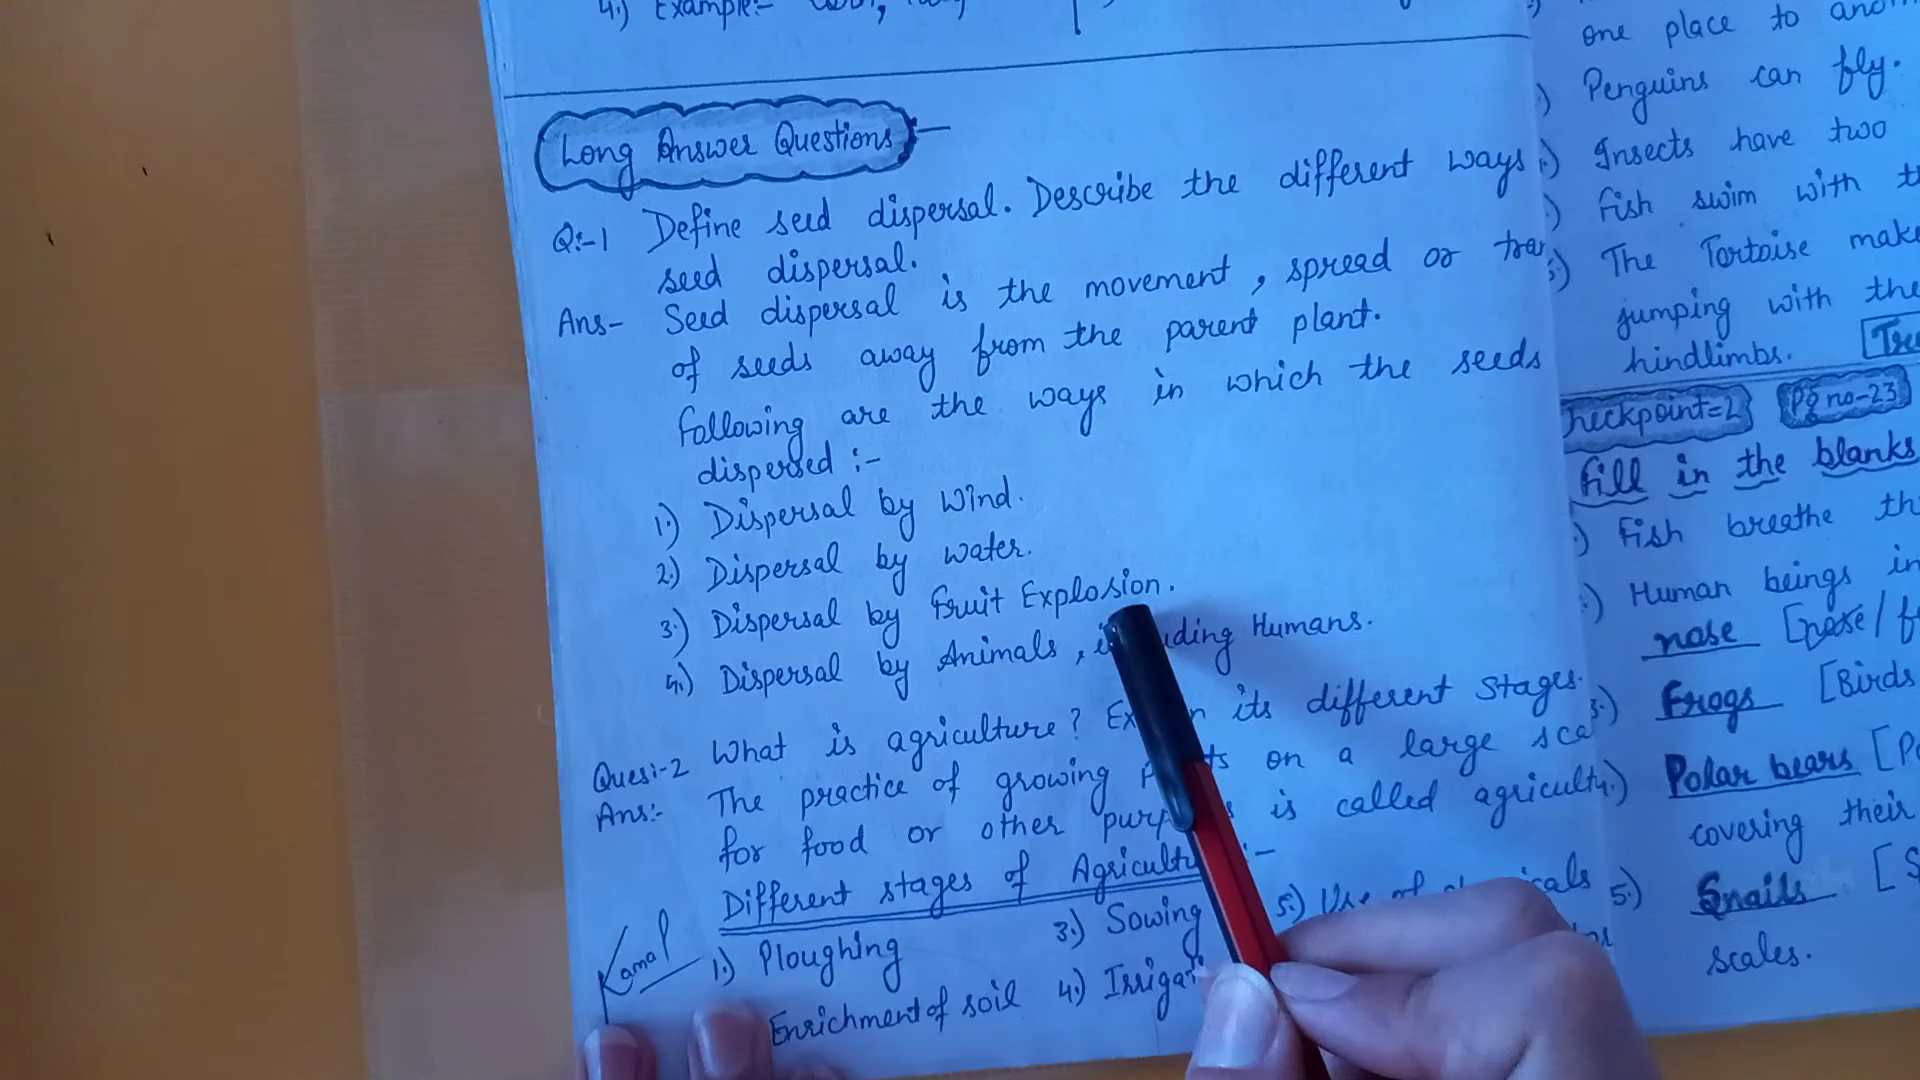 4.) Example:-
Long Answer Questions :-
Q:-1 Define seed dispersal. Describe the different ways
seed dispersal.
Ans- Seed dispersal is the movement, spread or
of seeds away from the parent plant.
Following are the ways in which the seeds
dispersed :-
1.) Dispersal by Wind.
2.) Dispersal by Water.
3.) Dispersal by Fruit Explosion.
4.) Dispersal by Animals, Humans.
Ques:-2 What is agriculture? its different Stages.
Ans:- The practice of growing on a large
for food or other is called
Different stages of
1.) Ploughing
Enrichment of soil
3.) Sowing
4.)
5.) Use of
Kamal
one place to
Penguins can fly.
Insects have two
Fish swim with
The Tortoise
jumping with the
hindlimbs.
Pg no-23
Fill in the blanks
Fish breathe
Human beings in
nose [nose/
3.) Frogs [Birds
Polar bears
covering their
5.) Snails
scales.